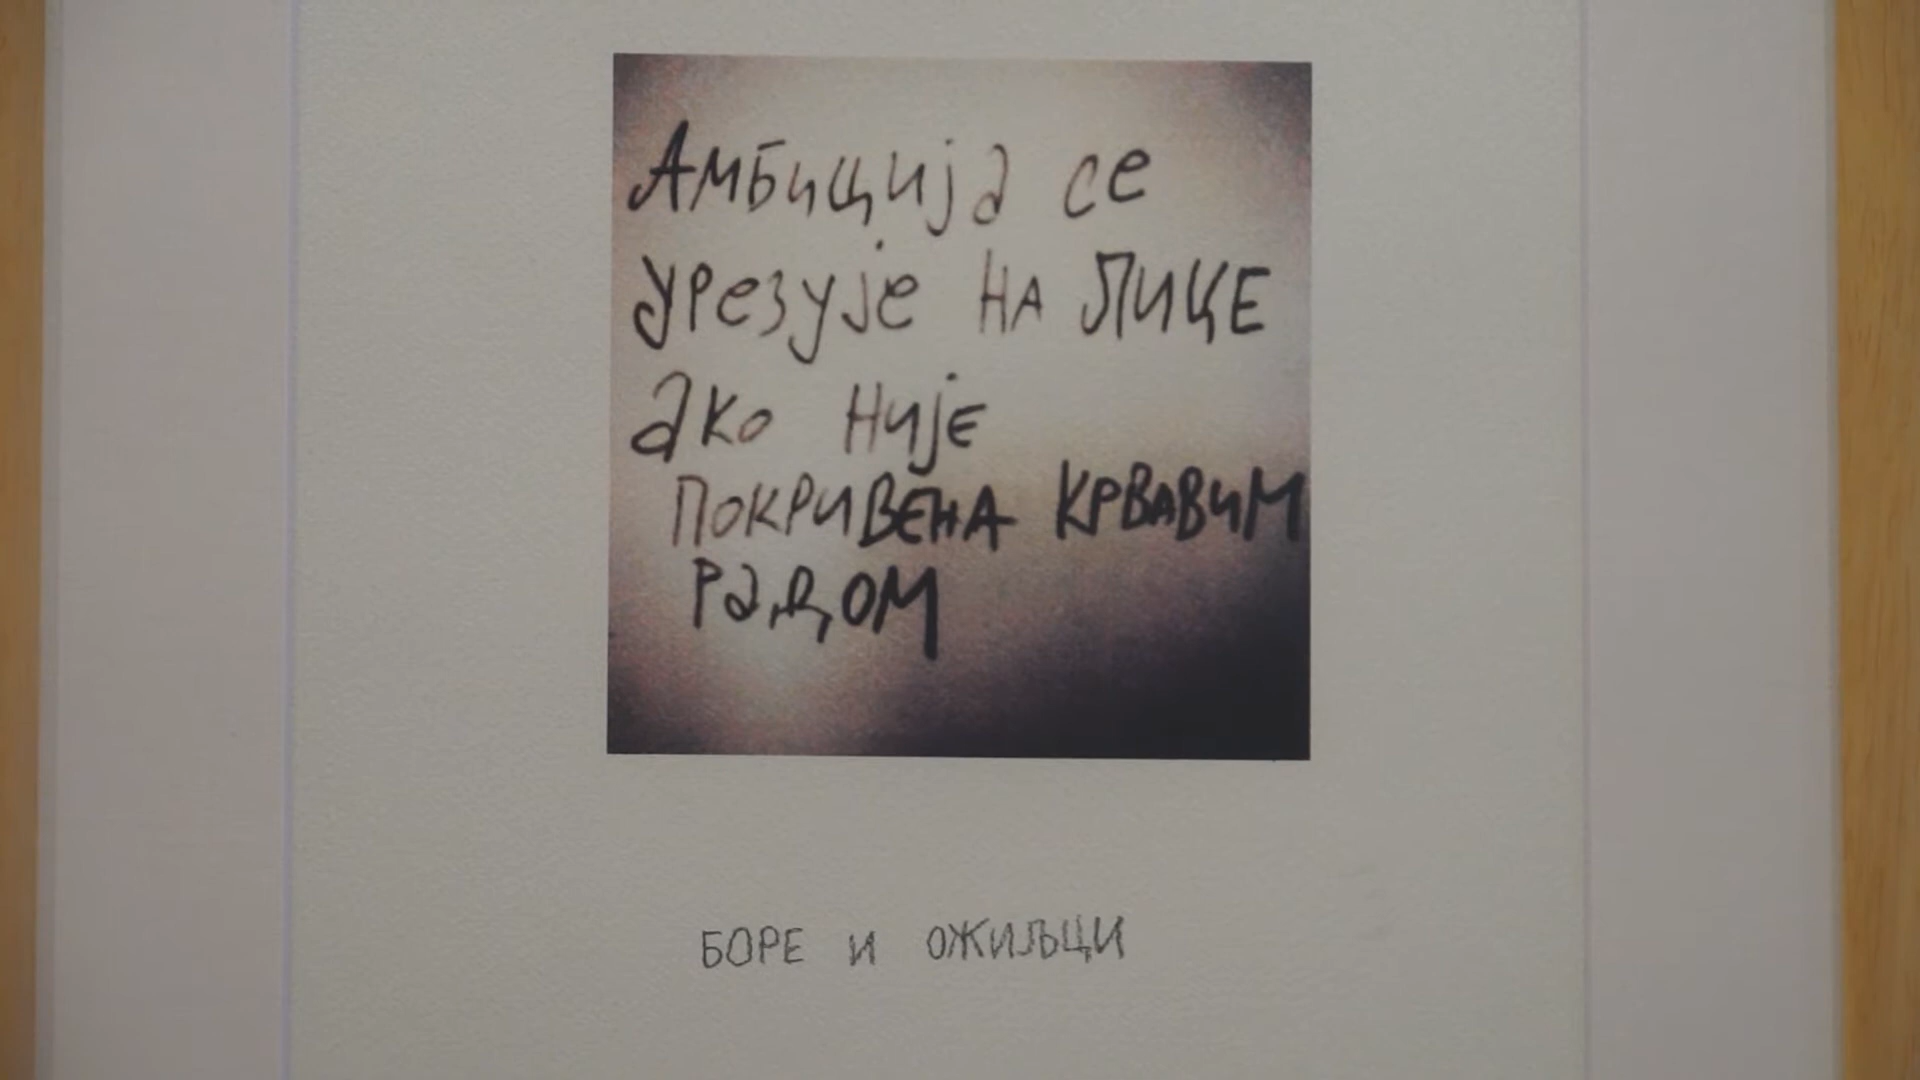 Амбиција се
урезује на лице
ако није
покривена крвавим
радом
БОРЕ И ОЖИЉЦИ